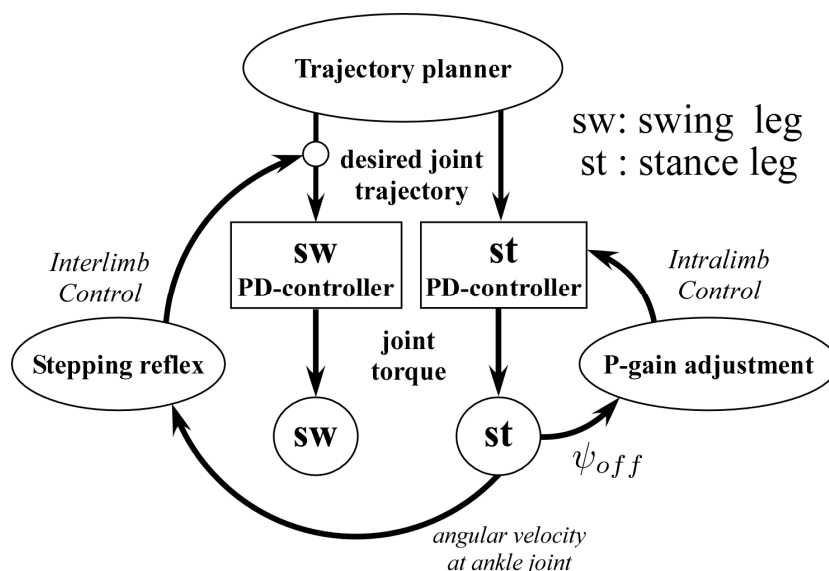 Trajectory planner
sw: swing leg
st : stance leg
desired joint
trajectory
sw
PD-controller
st
PD-controller
Interlimb
Control
Intralimb
Control
Stepping reflex
joint
torque
P-gain adjustment
sw
st
ψoff
angular velocity
at ankle joint